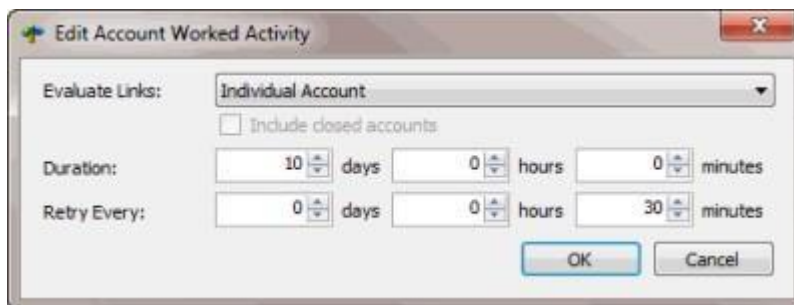 Edit Account Worked Activity
Evaluate Links: Individual Account
Include closed accounts
Duration: 10 days 0 hours 0 minutes
Retry Every: 0 days 0 hours 30 minutes
OK Cancel